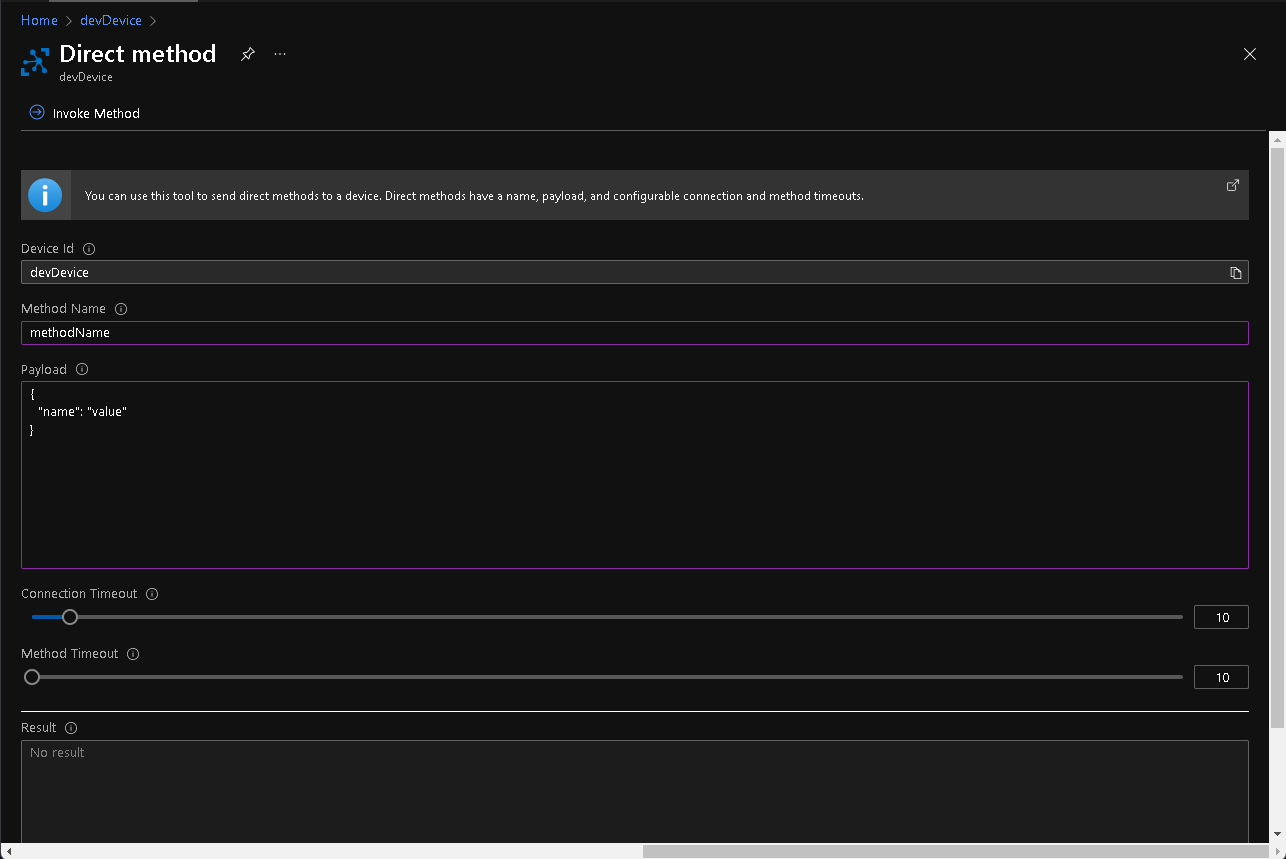 Home > devDevice >
Direct method
devDevice
Invoke Method
You can use this tool to send direct methods to a device. Direct methods have a name, payload, and configurable connection and method timeouts.
Device Id
devDevice
Method Name
methodName
Payload
{
"name": "value"
}
Connection Timeout
10
Method Timeout
10
Result
No result